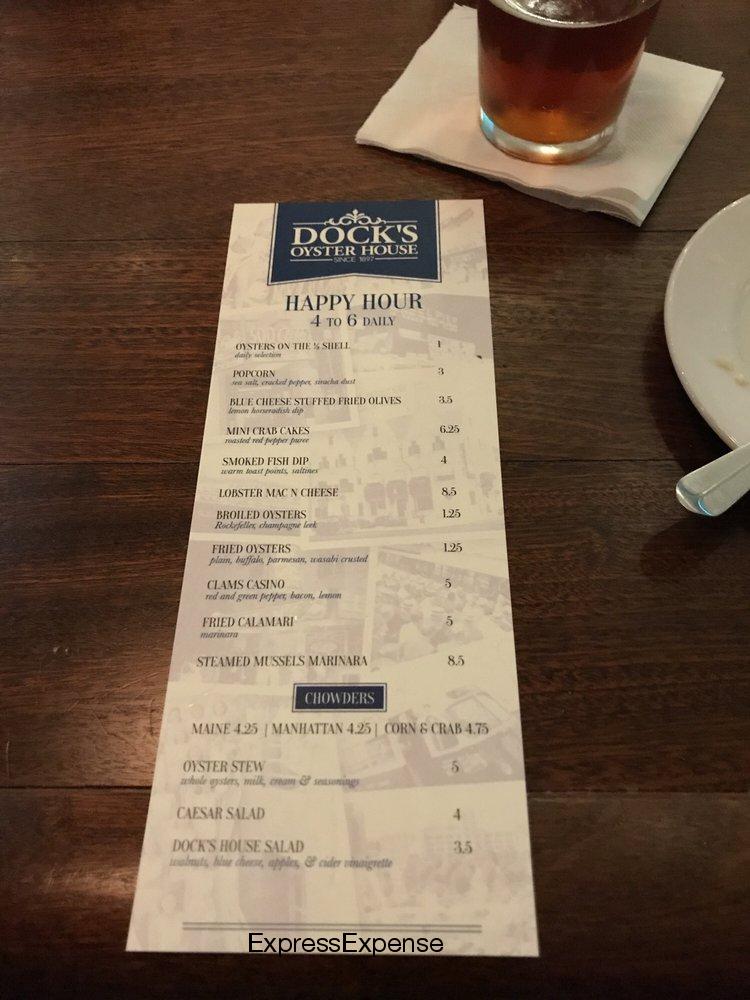 DOCK'S
OYSTER HOUSE
SINCE 1897
HAPPY HOUR
4 TO 6 DAILY
OYSTERS ON THE ½ SHELL 1
daily selection
POPCORN 3
sea salt, cracked pepper, siracha dust
BLUE CHEESE STUFFED FRIED OLIVES 3.5
lemon horseradish dip
MINI CRAB CAKES 6.25
roasted red pepper puree
SMOKED FISH DIP 4
warm toast points, saltines
LOBSTER MAC N CHEESE 8.5
BROILED OYSTERS 1.25
Rockefeller, champagne leek
FRIED OYSTERS 1.25
plain, buffalo, parmesan, wasabi crusted
CLAMS CASINO 5
red and green pepper, bacon, lemon
FRIED CALAMARI 5
marinara
STEAMED MUSSELS MARINARA 8.5
CHOWDERS
MAINE 4.25 | MANHATTAN 4.25 | CORN & CRAB 4.75
OYSTER STEW 5
whole oysters, milk, cream & seasonings
CAESAR SALAD 4
DOCK'S HOUSE SALAD 3.5
walnuts, blue cheese, apples, & cider vinaigrette
ExpressExpense